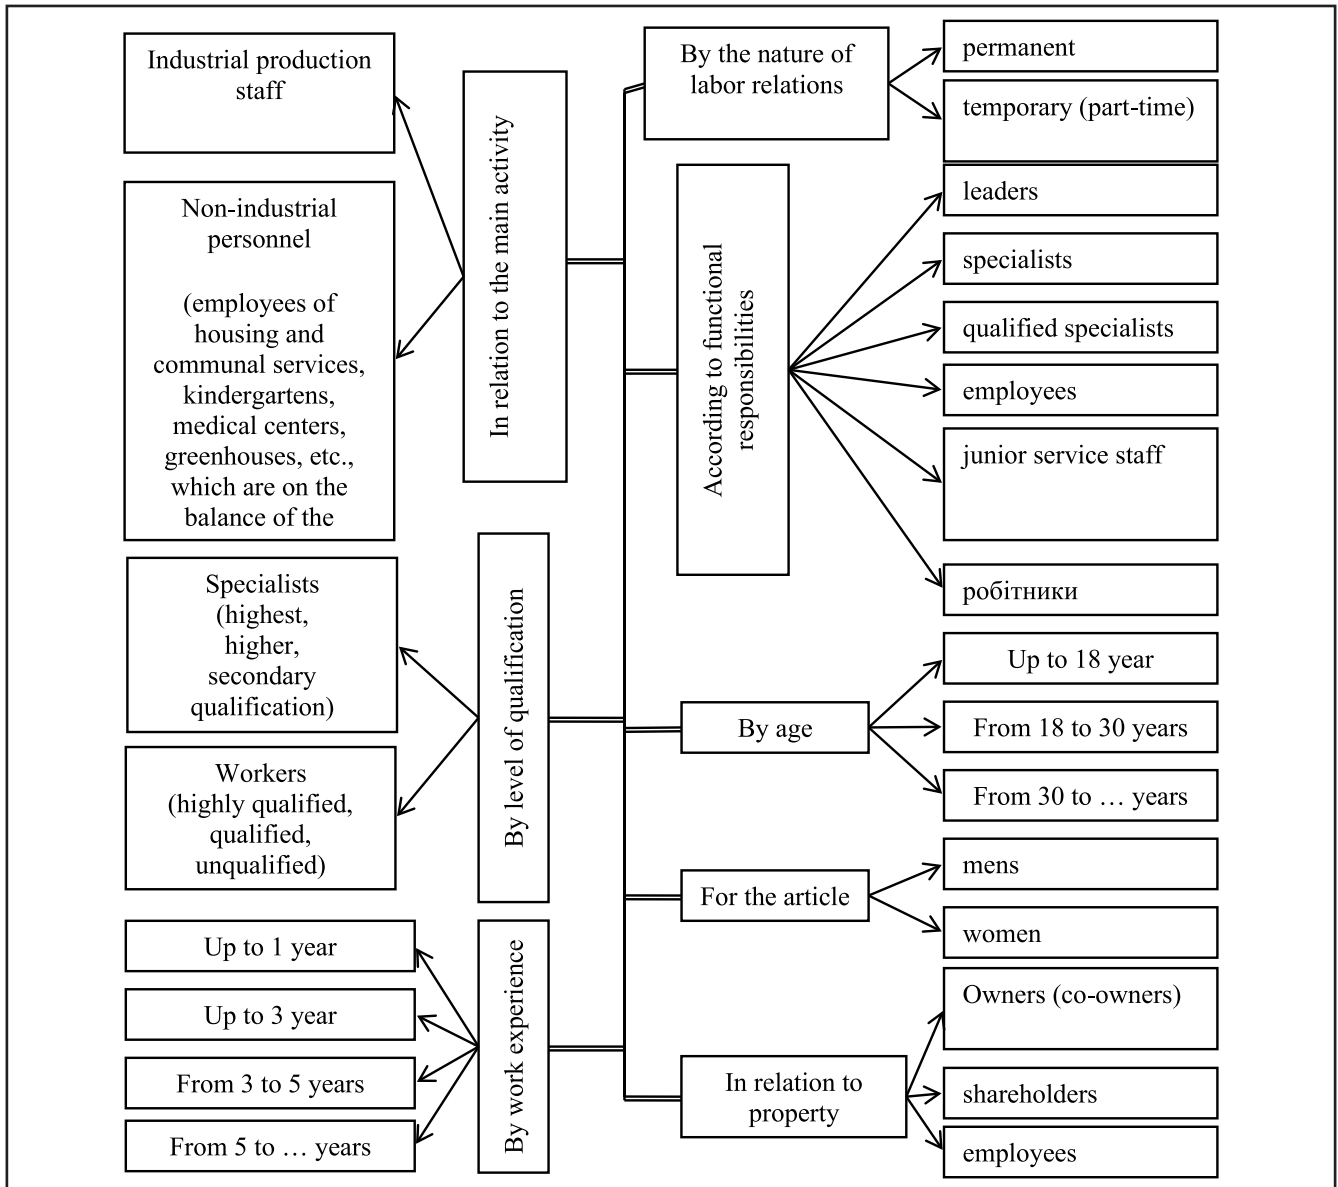 Industrial production
staff
Non-industrial
personnel
(employees of
housing and
communal services,
kindergartens,
medical centers,
greenhouses, etc.,
which are on the
balance of the
Specialists
(highest,
higher,
secondary
qualification)
Workers
(highly qualified,
qualified,
unqualified)
Up to 1 year
Up to 3 year
From 3 to 5 years
From 5 to … years
In relation to the main activity
By level of qualification
By work experience
By the nature of
labor relations
According to functional
responsibilities
By age
For the article
In relation to
property
permanent
temporary (part-time)
leaders
specialists
qualified specialists
employees
junior service staff
робітники
Up to 18 year
From 18 to 30 years
From 30 to … years
mens
women
Owners (co-owners)
shareholders
employees